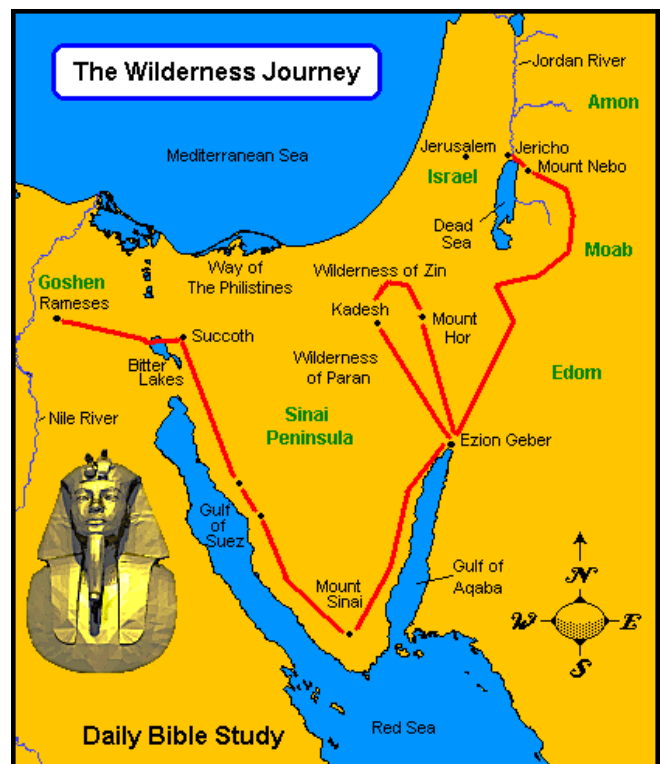 The Wilderness Journey
Jordan River
Amon
Mediterranean Sea
Jerusalem
Jericho
Mount Nebo
Israel
Dead
Sea
Moab
Way of
The Philistines
Wilderness of Zin
Goshen
Rameses
Kadesh
Mount
Hor
Succoth
Bitter
Lakes
Wilderness
of Paran
Edom
Nile River
Sinai
Peninsula
Ezion Geber
Gulf
of
Suez
Mount
Sinai
Gulf of
Aqaba
N
W
E
S
Red Sea
Daily Bible Study